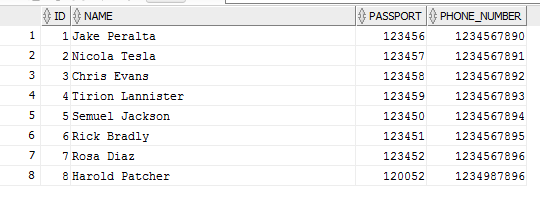 ID NAME PASSPORT PHONE_NUMBER
1 1 Jake Peralta 123456 1234567890
2 2 Nicola Tesla 123457 1234567891
3 3 Chris Evans 123458 1234567892
4 4 Tirion Lannister 123459 1234567893
5 5 Semuel Jackson 123450 1234567894
6 6 Rick Bradly 123451 1234567895
7 7 Rosa Diaz 123452 1234567896
8 8 Harold Patcher 120052 1234987896